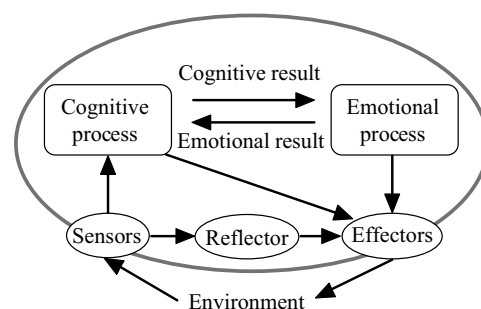 Cognitive result
Cognitive
process
Emotional
process
Emotional result
Sensors
Reflector
Effectors
Environment